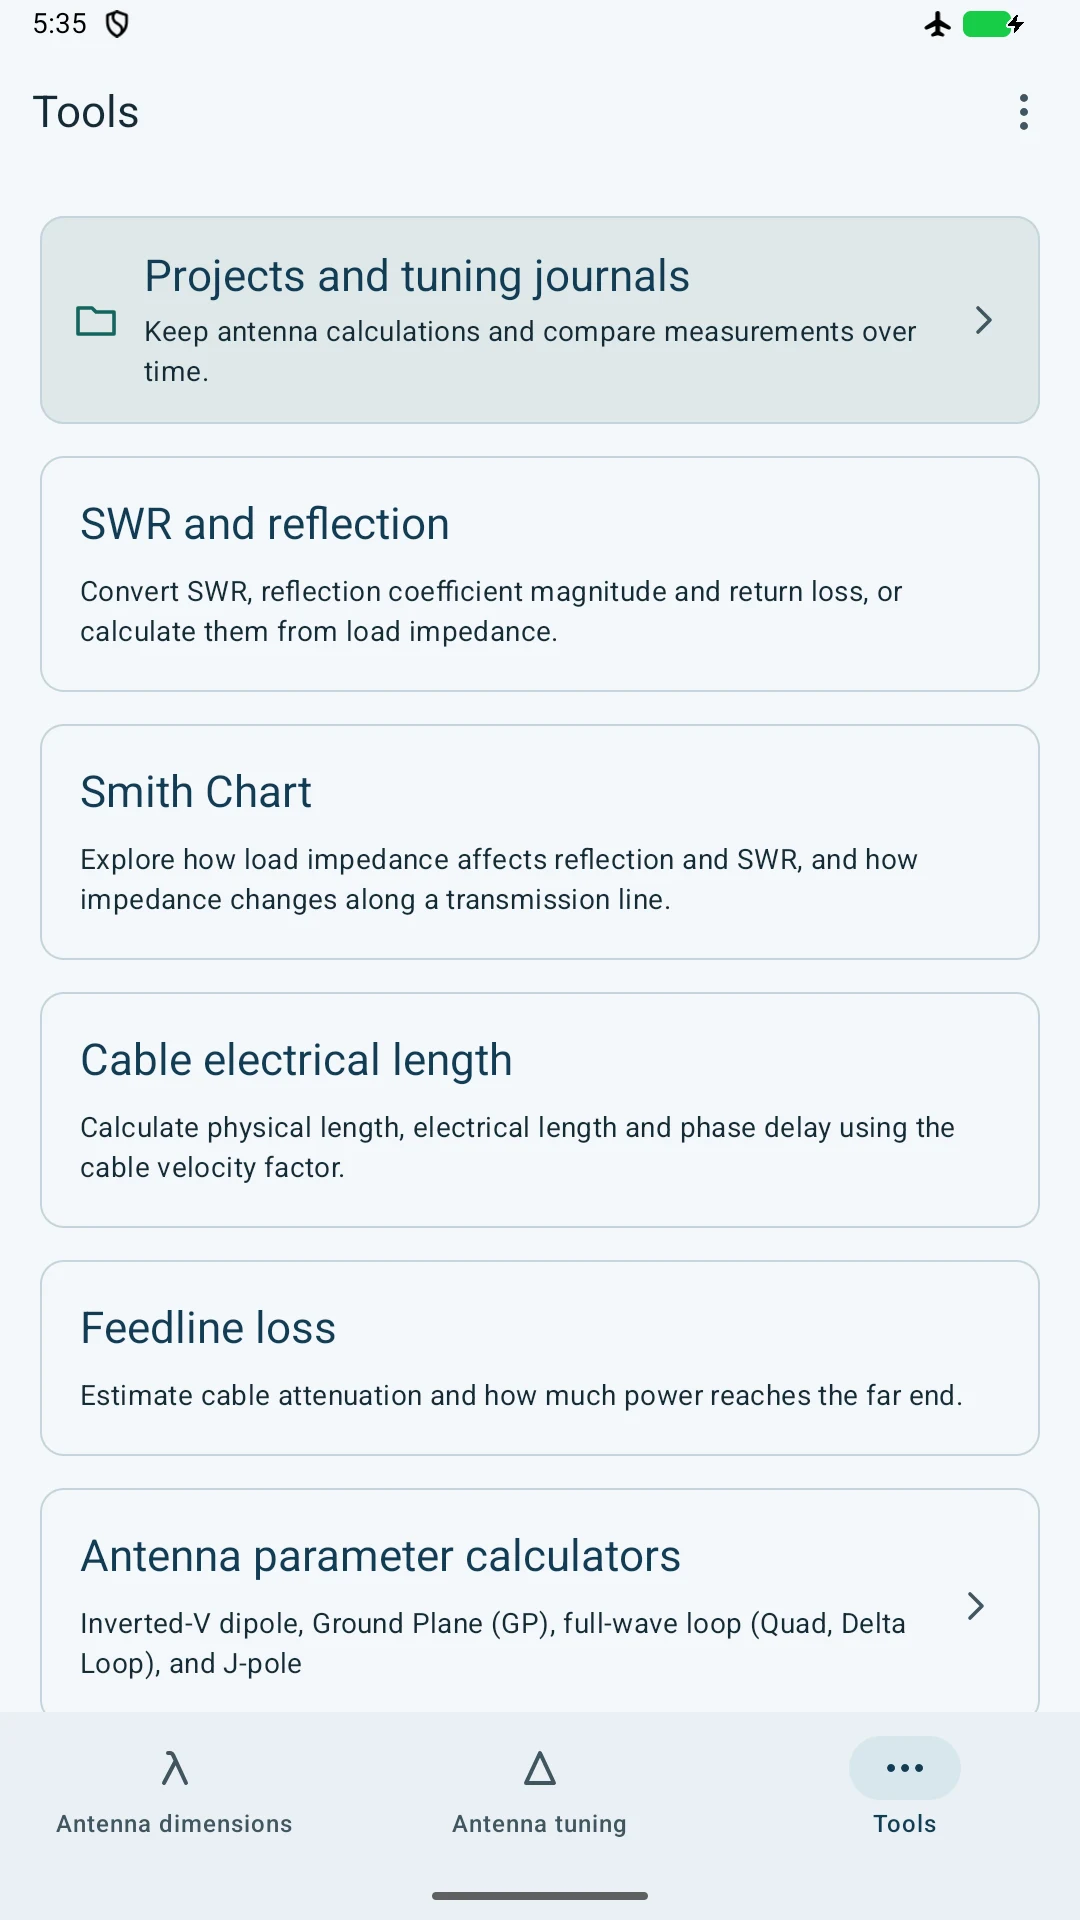 5:35
Tools
Projects and tuning journals
Keep antenna calculations and compare measurements over
time.
SWR and reflection
Convert SWR, reflection coefficient magnitude and return loss, or
calculate them from load impedance.
Smith Chart
Explore how load impedance affects reflection and SWR, and how
impedance changes along a transmission line.
Cable electrical length
Calculate physical length, electrical length and phase delay using the
cable velocity factor.
Feedline loss
Estimate cable attenuation and how much power reaches the far end.
Antenna parameter calculators
Inverted-V dipole, Ground Plane (GP), full-wave loop (Quad, Delta
Loop), and J-pole
Antenna dimensions
Antenna tuning
Tools